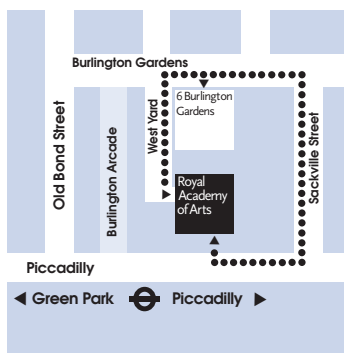 Burlington Gardens
Old Bond Street
Burlington Arcade
West Yard
6 Burlington
Gardens
Sackville Street
Royal
Academy
of Arts
Piccadilly
Green Park
Piccadilly